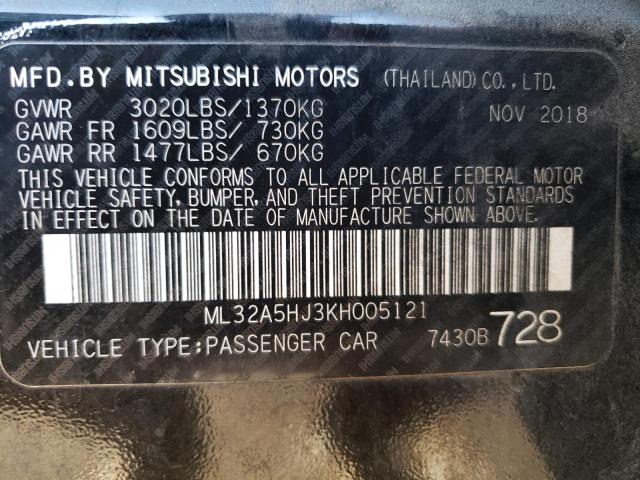 MFD.BY MITSUBISHI MOTORS (THAILAND) CO.,LTD.
GVWR 3020LBS/1370KG NOV 2018
GAWR FR 1609LBS/ 730KG
GAWR RR 1477LBS/ 670KG
THIS VEHICLE CONFORMS TO ALL APPLICABLE FEDERAL MOTOR
VEHICLE SAFETY, BUMPER, AND THEFT PREVENTION STANDARDS
IN EFFECT ON THE DATE OF MANUFACTURE SHOWN ABOVE.
ML32A5HJ3KH005121
VEHICLE TYPE:PASSENGER CAR 7430B 728